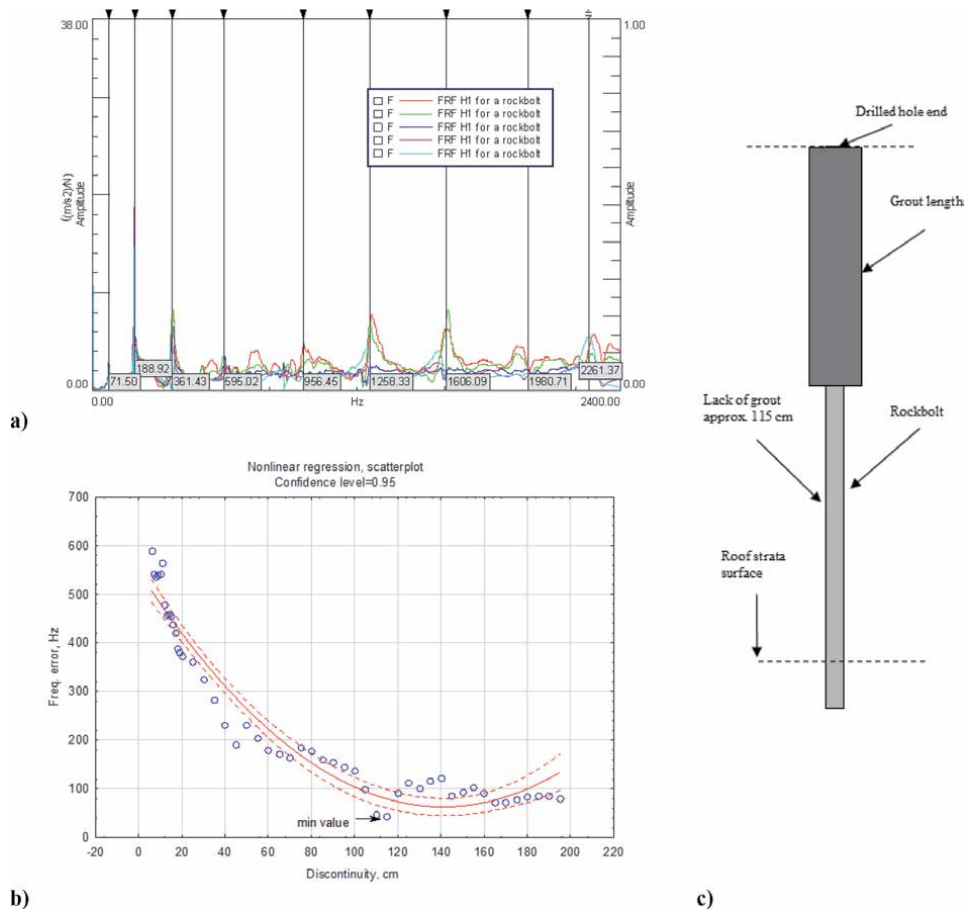 38.00
1.00
F FRF H1 for a rockbolt
F FRF H1 for a rockbolt
F FRF H1 for a rockbolt
F FRF H1 for a rockbolt
F FRF H1 for a rockbolt
((m/s2)/N)
Amplitude
Amplitude
0.00
0.00
71.50
188.92
361.43
595.02
956.45
1258.33
1606.09
1980.71
2261.37
0.00
Hz
2400.00
a)
Nonlinear regression, scatterplot
Confidence level=0.95
700
600
500
400
300
200
100
0
Freq. error, Hz
min value
-20
0
20
40
60
80
100
120
140
160
180
200
220
Discontinuity, cm
b)
Drilled hole end
Grout lengths
Lack of grout
approx. 115 cm
Rockbolt
Roof strata
surface
c)